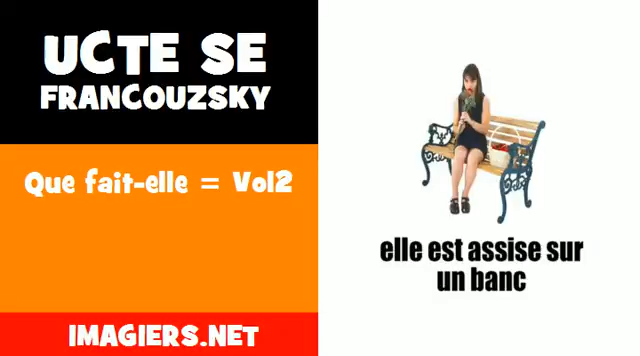 UCTE SE
FRANCOUZSKY
Que fait-elle = Vol2
IMAGIERS.NET
elle est assise sur
un banc